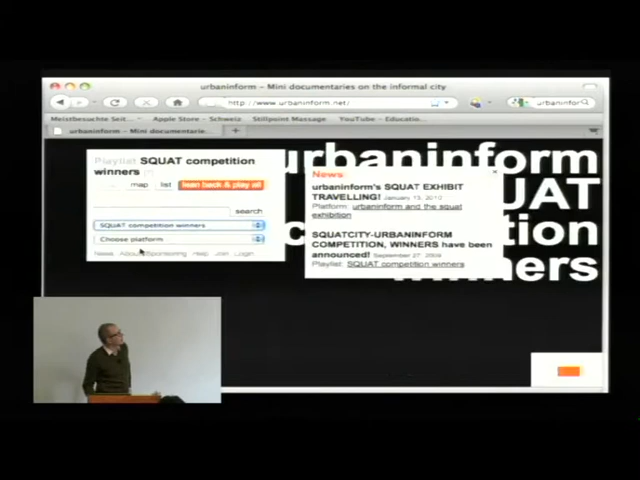 urbaninform – Mini documentaries on the informal city
http://www.urbaninform.net/
urbaninfor
Meistbesuchte Seit...
Apple Store – Schweiz
Stillpoint Massage
YouTube – Educatio...
urbaninform – Mini documentarie...
Playlist SQUAT competition
winners
map
list
lean back & play all
search
SQUAT competition winners
Choose platform
News
About
Sponsoring
Help
Join
Login
urbaninform
UAT
tion
winners
News
urbaninform's SQUAT EXHIBIT
TRAVELLING! January 13, 2010
Platform: urbaninform and the squat
exhibition
SQUATCITY-URBANINFORM
COMPETITION, WINNERS have been
announced! September 27, 2009
Playlist: SQUAT competition winners